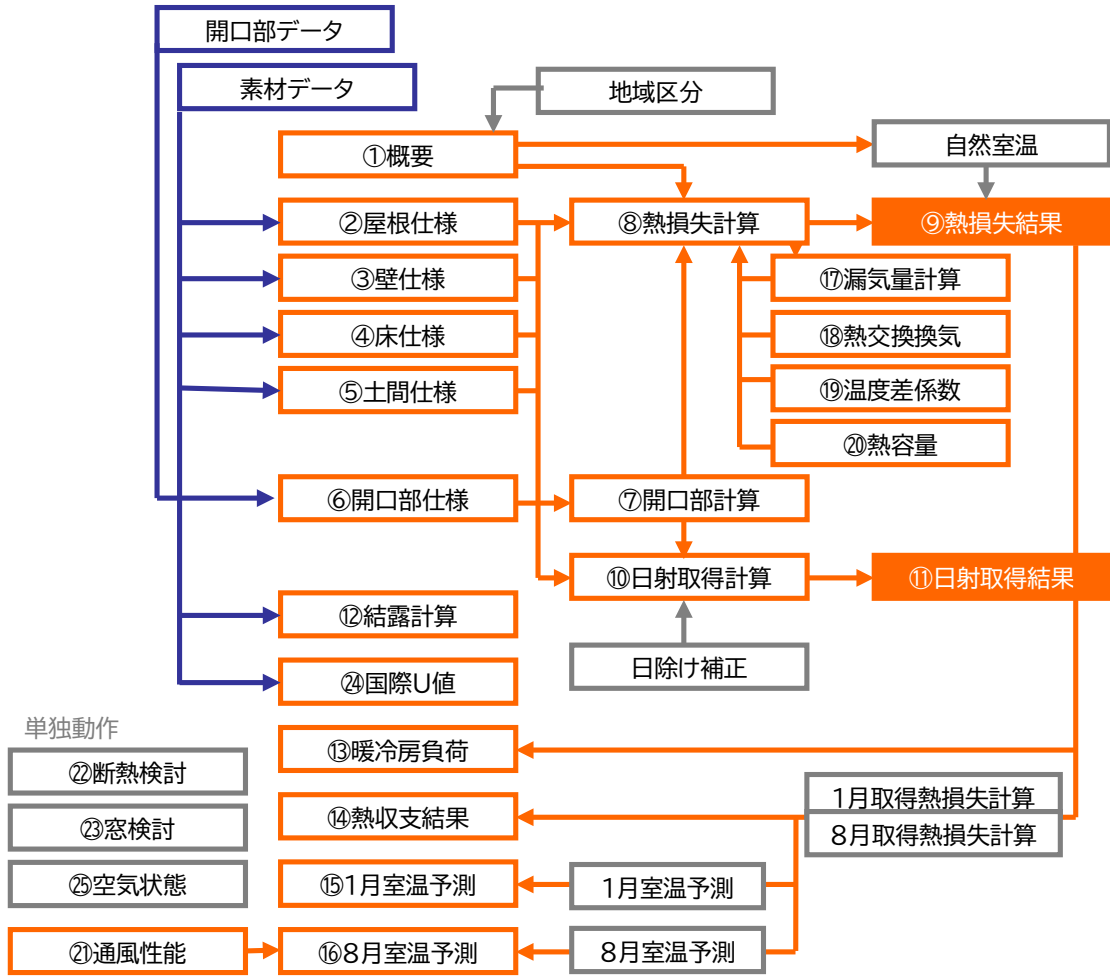 開口部データ
素材データ
地域区分
①概要
自然室温
②屋根仕様
⑧熱損失計算
⑨熱損失結果
③壁仕様
⑰漏気量計算
④床仕様
⑱熱交換換気
⑤土間仕様
⑲温度差係数
⑳熱容量
⑥開口部仕様
⑦開口部計算
⑩日射取得計算
⑪日射取得結果
⑫結露計算
日除け補正
㉔国際U値
単独動作
⑬暖冷房負荷
㉒断熱検討
1月取得熱損失計算
⑭熱収支結果
8月取得熱損失計算
㉓窓検討
⑮1月室温予測
1月室温予測
㉕空気状態
㉑通風性能
⑯8月室温予測
8月室温予測